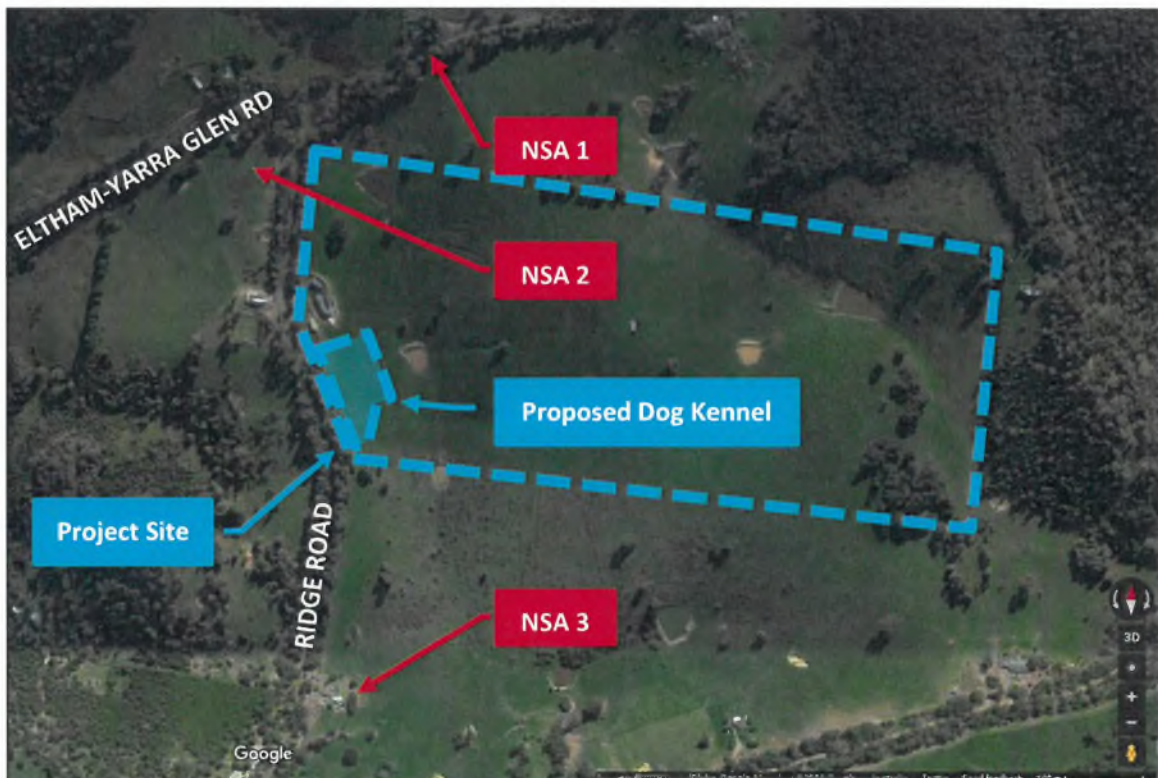 NSA 1
ELTHAM-YARRA GLEN RD
NSA 2
Proposed Dog Kennel
Project Site
RIDGE ROAD
NSA 3
3D
Google